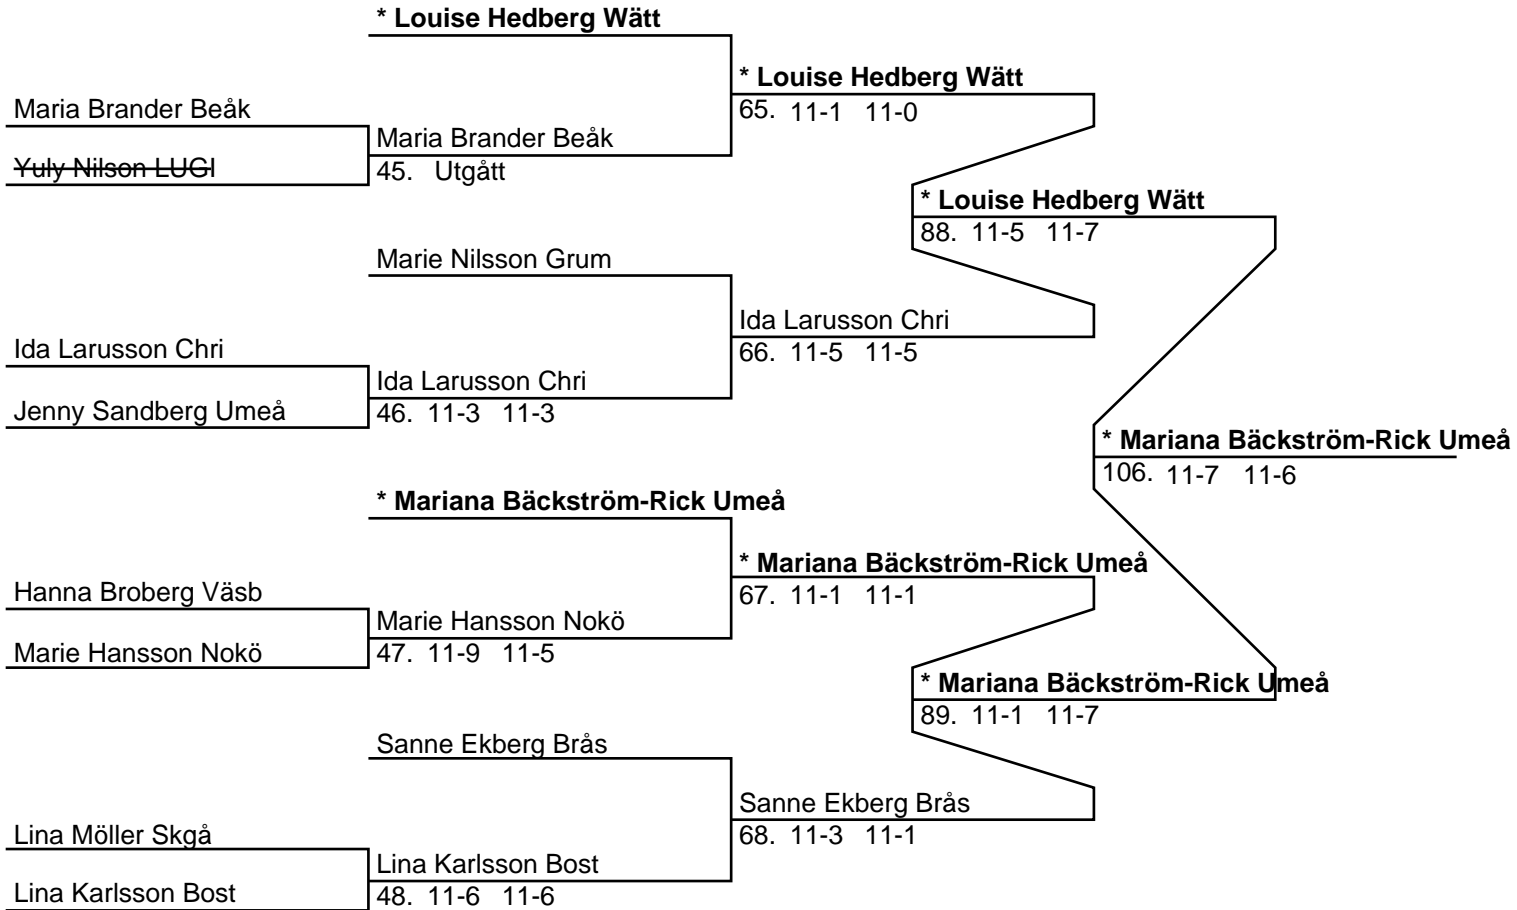 * Louise Hedberg Wätt
* Louise Hedberg Wätt
Maria Brander Beåk
65. 11-1 11-0
Maria Brander Beåk
Yuly Nilson LUGI
45. Utgått
* Louise Hedberg Wätt
88. 11-5 11-7
Marie Nilsson Grum
Ida Larusson Chri
Ida Larusson Chri
66. 11-5 11-5
Ida Larusson Chri
Jenny Sandberg Umeå
46. 11-3 11-3
* Mariana Bäckström-Rick Umeå
106. 11-7 11-6
* Mariana Bäckström-Rick Umeå
* Mariana Bäckström-Rick Umeå
Hanna Broberg Väsb
67. 11-1 11-1
Marie Hansson Nokö
Marie Hansson Nokö
47. 11-9 11-5
* Mariana Bäckström-Rick Umeå
89. 11-1 11-7
Sanne Ekberg Brås
Sanne Ekberg Brås
Lina Möller Skgå
68. 11-3 11-1
Lina Karlsson Bost
Lina Karlsson Bost
48. 11-6 11-6